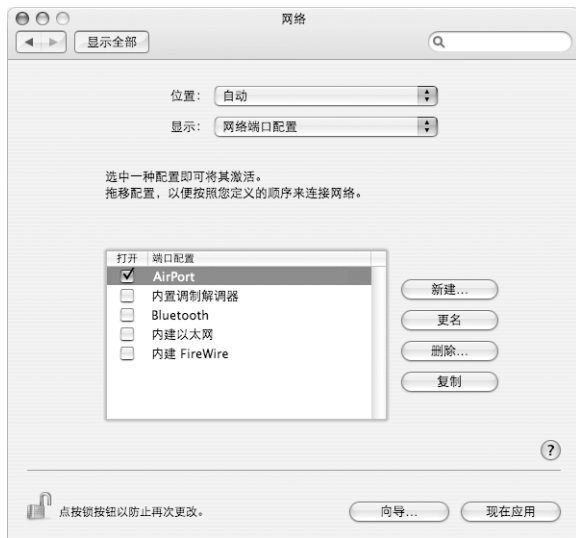 网络
显示全部
位置： 自动
显示： 网络端口配置
选中一种配置即可将其激活。
拖移配置，以便按照您定义的顺序来连接网络。
打开 端口配置
AirPort
内置调制解调器
Bluetooth
内建以太网
内建 FireWire
新建...
更名
删除...
复制
?
点按锁按钮以防止再次更改。
向导... 现在应用